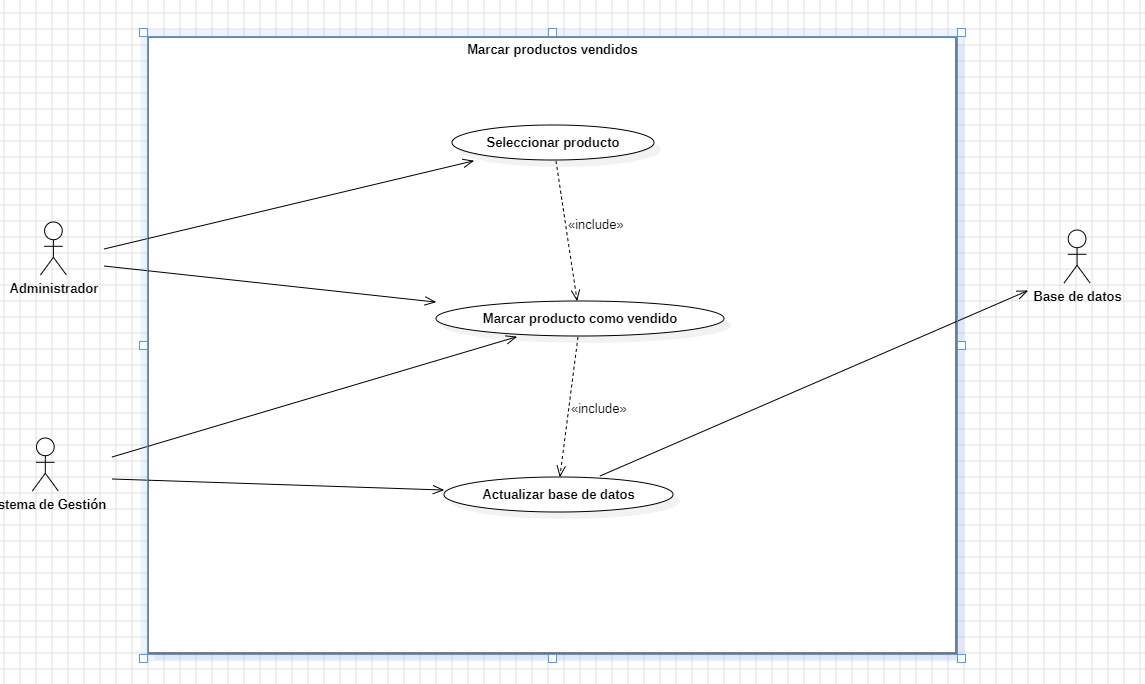 Marcar productos vendidos
Seleccionar producto
«include»
Administrador
Base de datos
Marcar producto como vendido
«include»
Actualizar base de datos
stema de Gestión